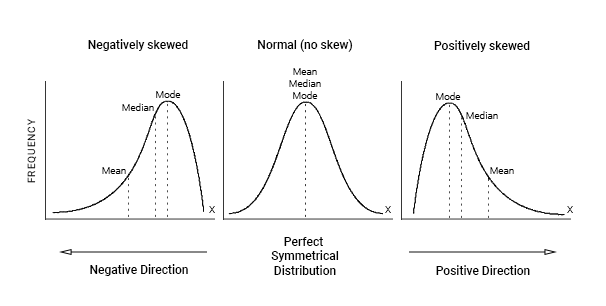 Negatively skewed
Normal (no skew)
Positively skewed
FREQUENCY
Mode
Median
Mean
X
Mean
Median
Mode
X
Mode
Median
Mean
X
Negative Direction
Perfect
Symmetrical
Distribution
Positive Direction